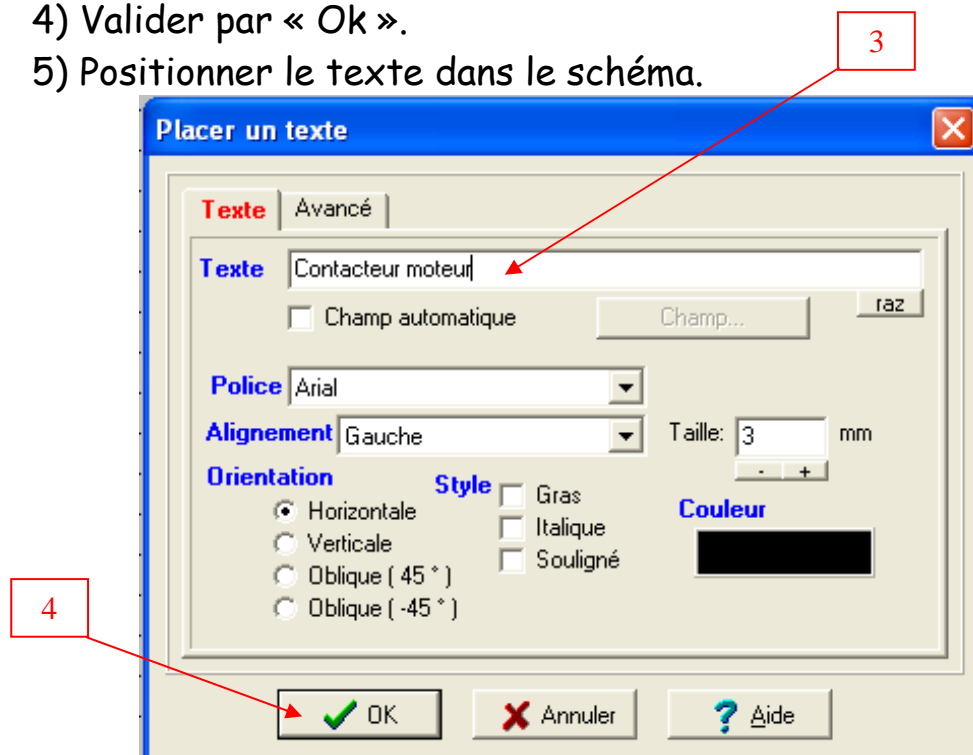 4) Valider par « Ok ».
3
5) Positionner le texte dans le schéma.
Placer un texte
Texte Avancé
Texte Contacteur moteur
raz
Champ automatique Champ...
Police Arial
Alignement Gauche Taille: 3 mm
- +
Orientation Style Gras Couleur
Horizontale Italique
Verticale Souligné
Oblique ( 45 ° )
Oblique ( -45 ° )
4
OK Annuler ? Aide